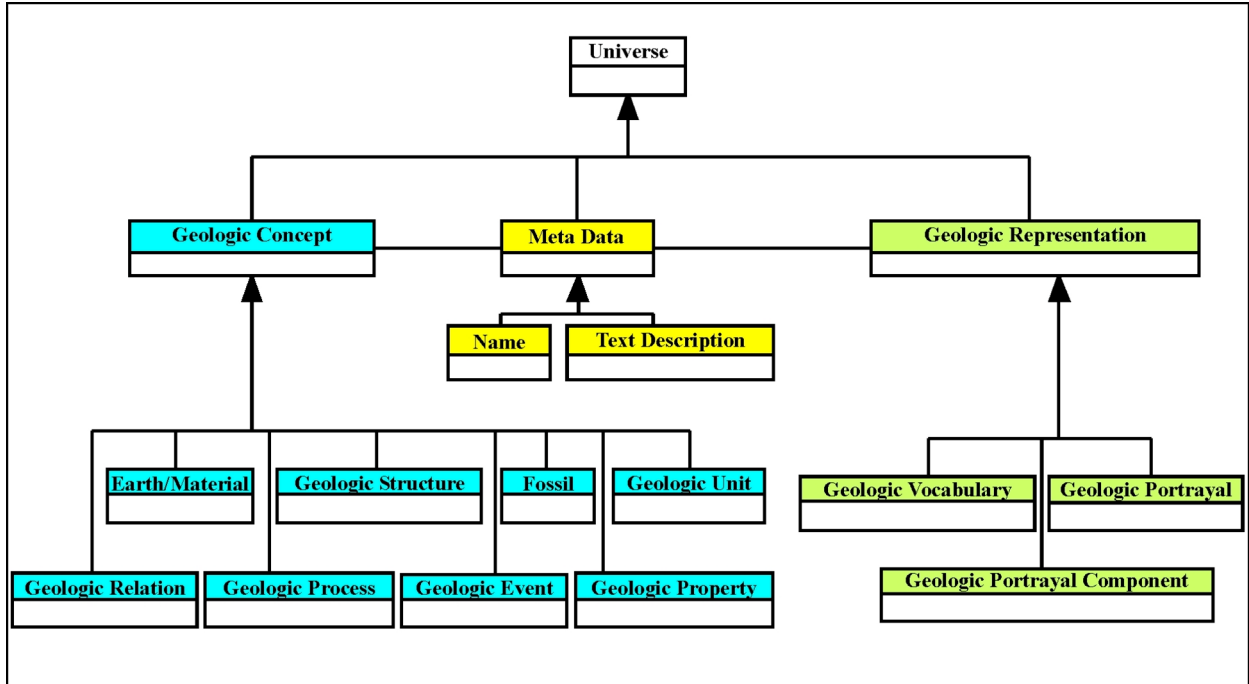 Universe
Geologic Concept
Meta Data
Geologic Representation
Name
Text Description
Earth/Material
Geologic Structure
Fossil
Geologic Unit
Geologic Vocabulary
Geologic Portrayal
Geologic Relation
Geologic Process
Geologic Event
Geologic Property
Geologic Portrayal Component